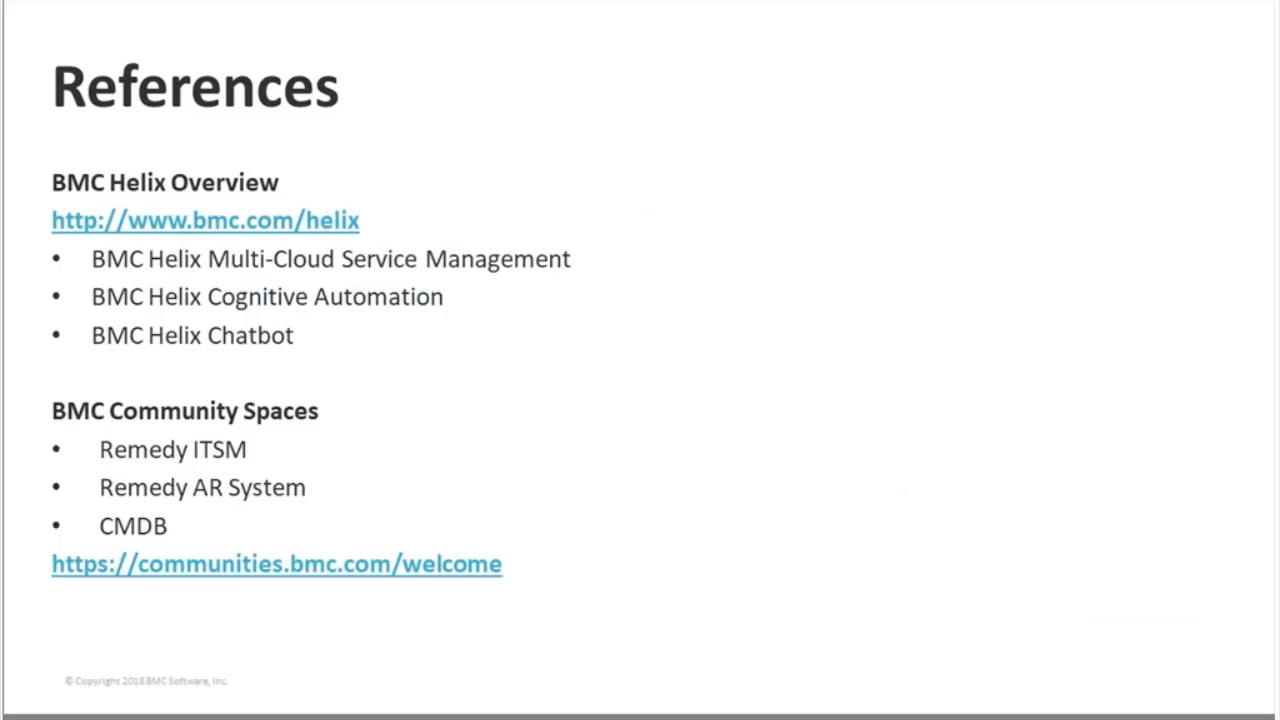 References
BMC Helix Overview
http://www.bmc.com/helix
• BMC Helix Multi-Cloud Service Management
• BMC Helix Cognitive Automation
• BMC Helix Chatbot
BMC Community Spaces
• Remedy ITSM
• Remedy AR System
• CMDB
https://communities.bmc.com/welcome
© Copyright 2018 BMC Software, Inc.